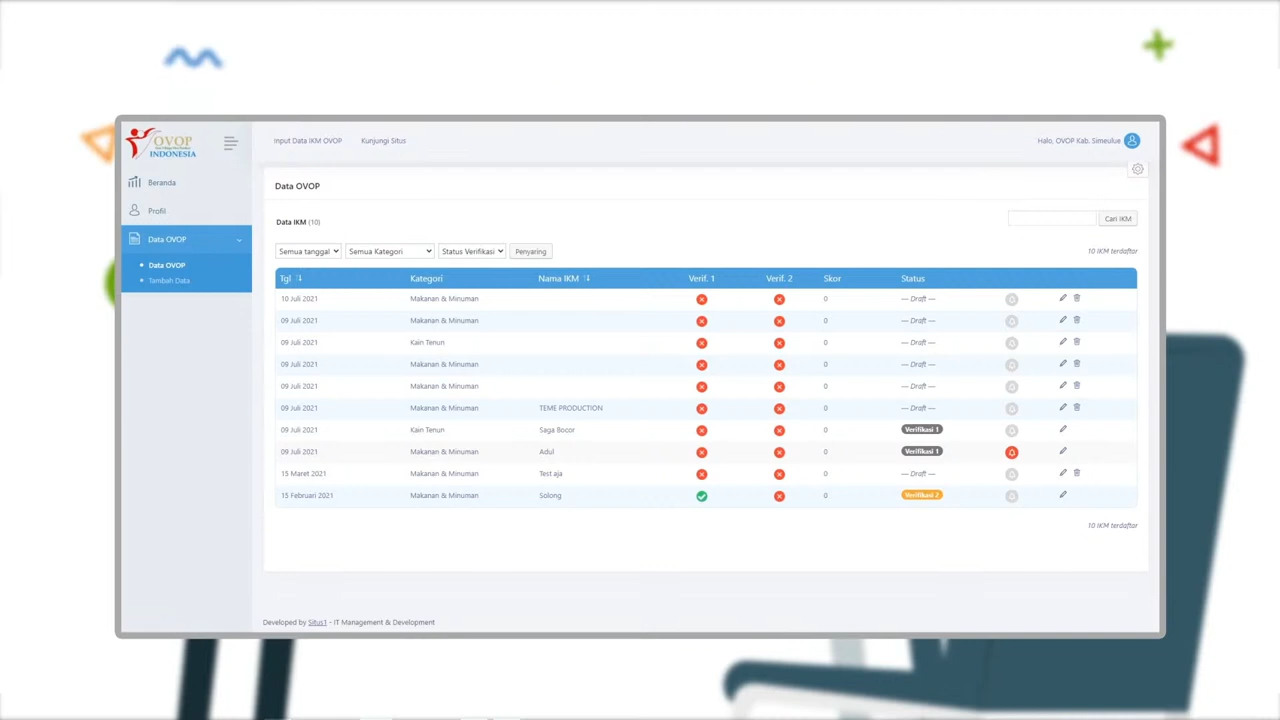 OVOP
INDONESIA
Input Data IKM OVOP Kunjungi Situs Halo, OVOP Kab. Simeulue
Beranda
Profil
Data OVOP
Data OVOP
Tambah Data
Data OVOP
Data IKM (10) Cari IKM
Semua tanggal Semua Kategori Status Verifikasi Penyaring 10 IKM terdaftar
Tgl Kategori Nama IKM Verif. 1 Verif. 2 Skor Status
10 Juli 2021 Makanan & Minuman 0 — Draft —
09 Juli 2021 Makanan & Minuman 0 — Draft —
09 Juli 2021 Kain Tenun 0 — Draft —
09 Juli 2021 Makanan & Minuman 0 — Draft —
09 Juli 2021 Makanan & Minuman 0 — Draft —
09 Juli 2021 Makanan & Minuman TEME PRODUCTION 0 — Draft —
09 Juli 2021 Kain Tenun Saga Bocor 0 Verifikasi 1
09 Juli 2021 Makanan & Minuman Adul 0 Verifikasi 1
15 Maret 2021 Makanan & Minuman Test aja 0 — Draft —
15 Februari 2021 Makanan & Minuman Solong 0 Verifikasi 2
10 IKM terdaftar
Developed by Situs1 - IT Management & Development